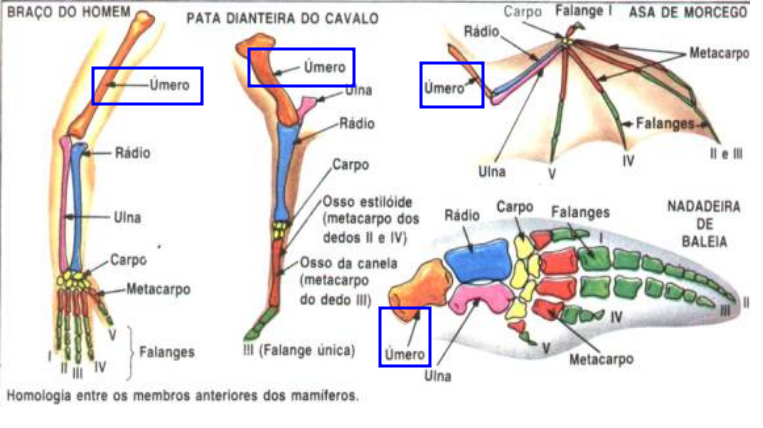 BRAÇO DO HOMEM
Úmero
Rádio
Ulna
Carpo
Metacarpo
I
II
III
IV
V
Falanges
PATA DIANTEIRA DO CAVALO
Úmero
Ulna
Rádio
Carpo
Osso estilóide
(metacarpo dos
dedos II e IV)
Osso da canela
(metacarpo
do dedo III)
III (Falange única)
ASA DE MORCEGO
Carpo
Falange I
Rádio
Metacarpo
Úmero
Falanges
Ulna
V
IV
II e III
NADADEIRA
DE
BALEIA
Rádio
Carpo
Falanges
I
II
III
IV
V
Úmero
Ulna
Metacarpo
Homologia entre os membros anteriores dos mamíferos.